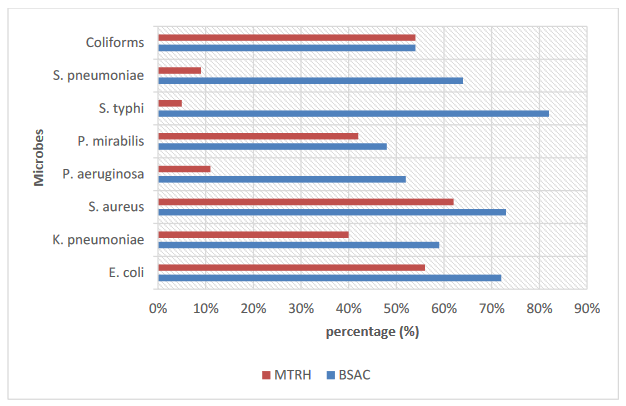 Coliforms
S. pneumoniae
S. typhi
P. mirabilis
P. aeruginosa
S. aureus
K. pneumoniae
E. coli
Microbes
0% 10% 20% 30% 40% 50% 60% 70% 80% 90%
percentage (%)
MTRH BSAC